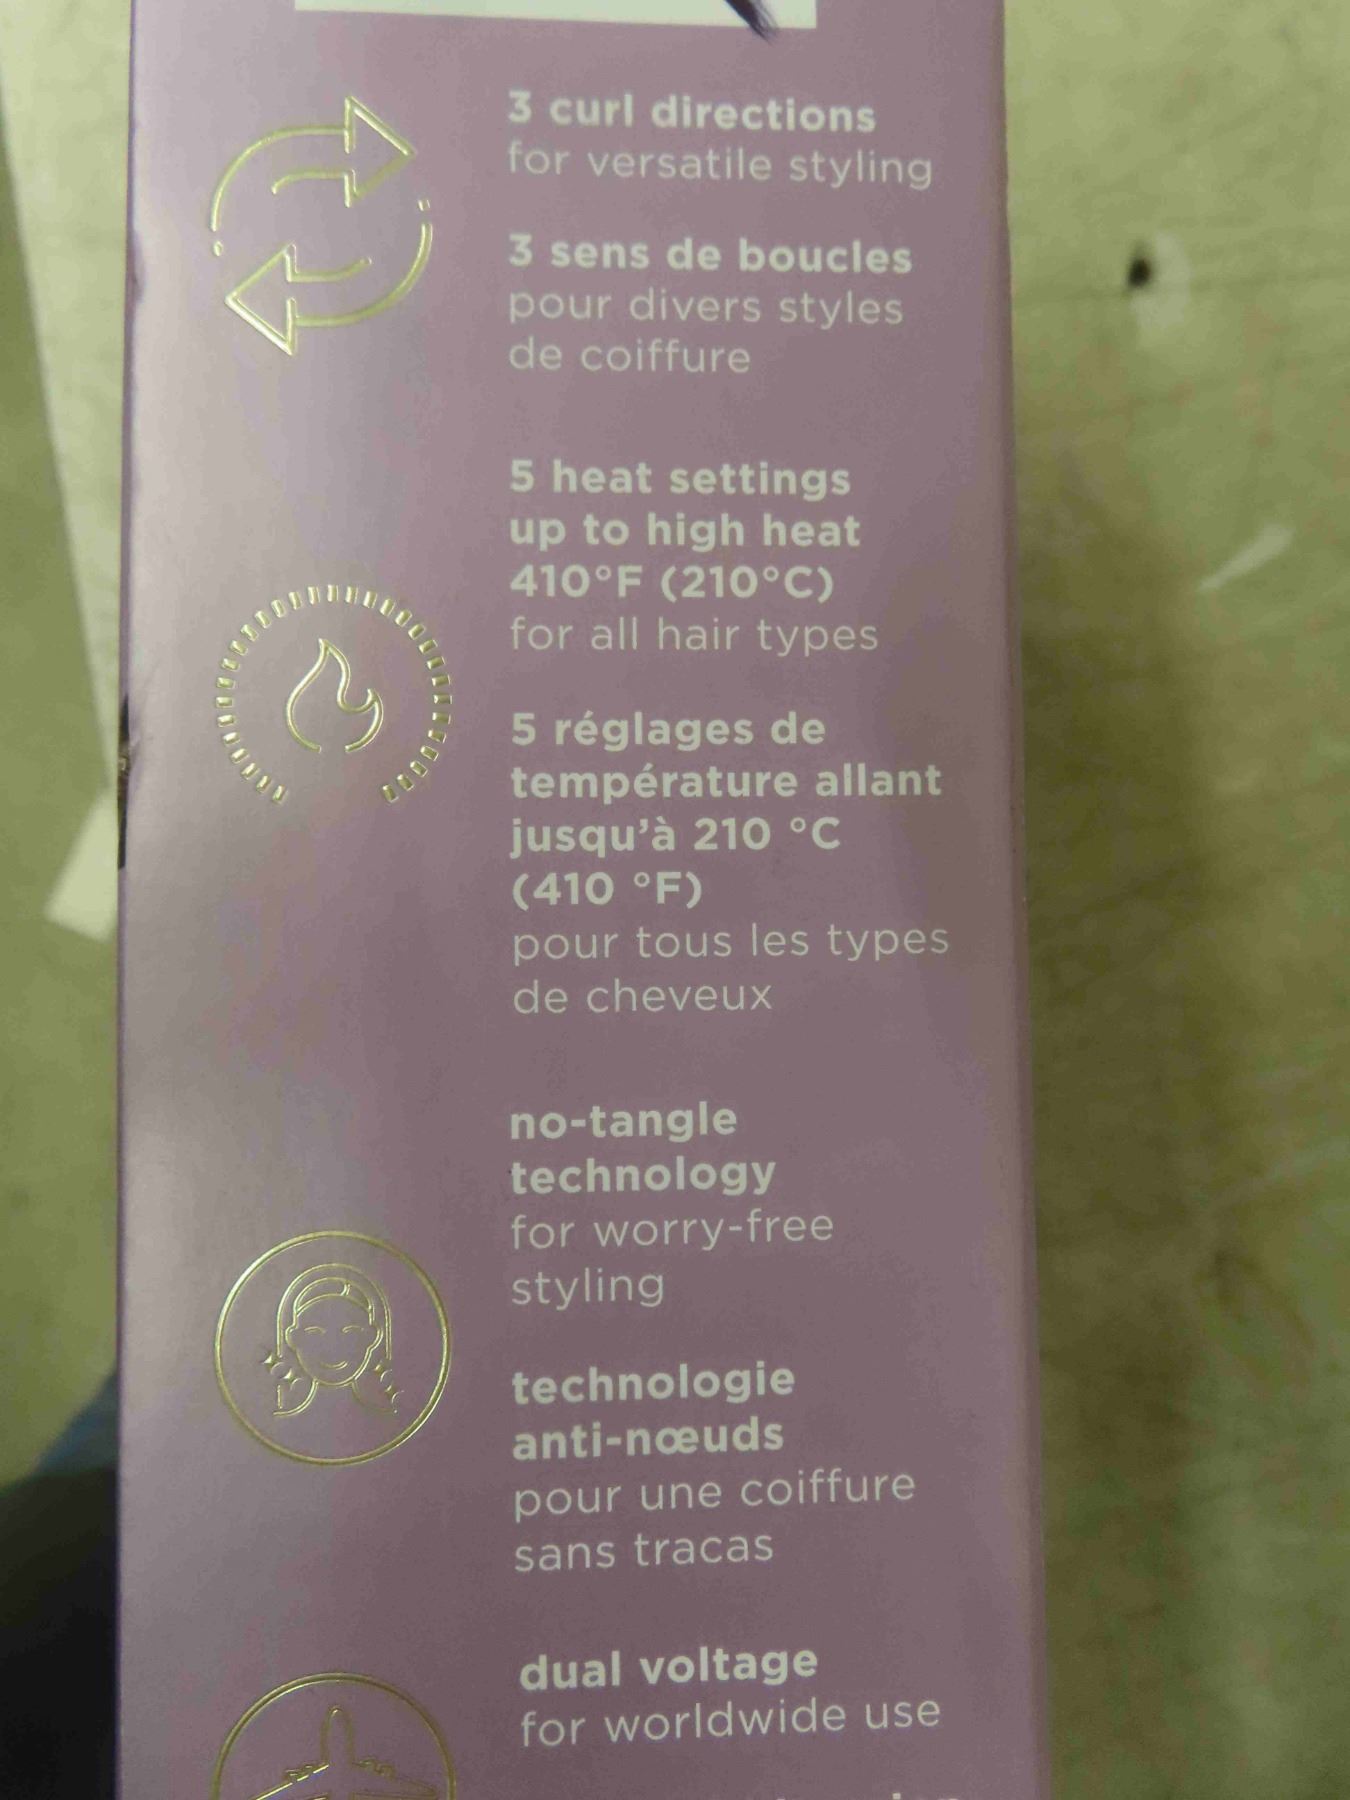 3 curl directions
for versatile styling
3 sens de boucles
pour divers styles
de coiffure
5 heat settings
up to high heat
410°F (210°C)
for all hair types
5 réglages de
température allant
jusqu'à 210 °C
(410 °F)
pour tous les types
de cheveux
no-tangle
technology
for worry-free
styling
technologie
anti-nœuds
pour une coiffure
sans tracas
dual voltage
for worldwide use